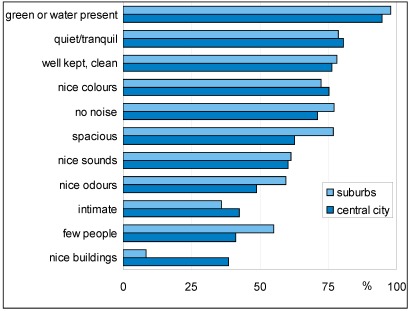 green or water present
quiet/tranquil
well kept, clean
nice colours
no noise
spacious
nice sounds
nice odours
intimate
few people
nice buildings
suburbs
central city
0 25 50 75 % 100